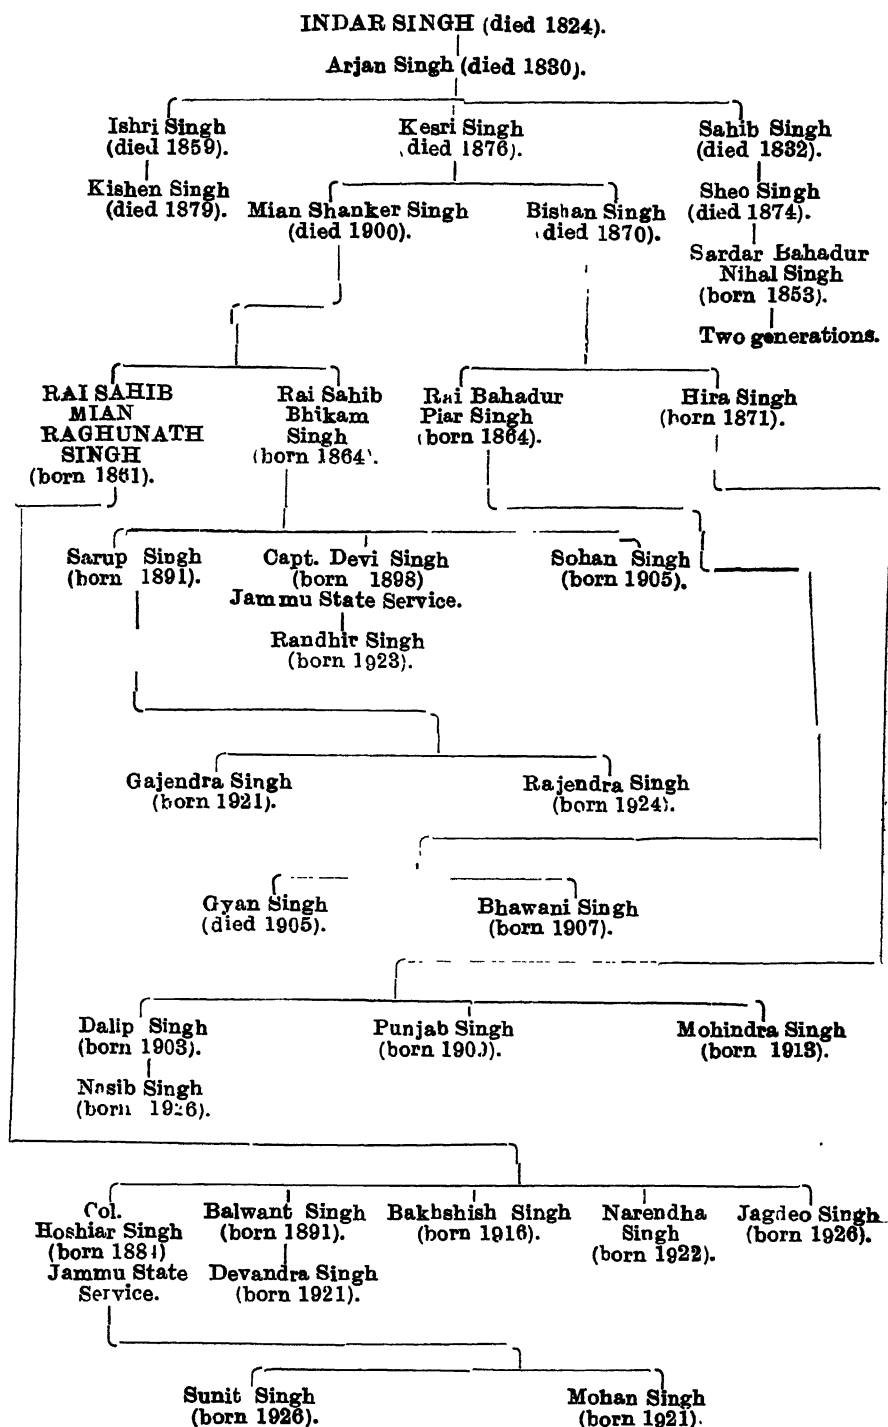 INDAR SINGH (died 1824).
Arjan Singh (died 1830).
Ishri Singh
(died 1859).
Kishen Singh
(died 1879).
Kesri Singh
(died 1876).
Sahib Singh
(died 1832).
Mian Shanker Singh
(died 1900).
Bishan Singh
(died 1870).
Sheo Singh
(died 1874).
Sardar Bahadur
Nihal Singh
(born 1853).
Two generations.
RAI SAHIB
MIAN
RAGHUNATH
SINGH
(born 1861).
Rai Sahib
Bhikam
Singh
(born 1864).
Rai Bahadur
Piar Singh
(born 1864).
Hira Singh
(born 1871).
Sarup Singh
(born 1891).
Capt. Devi Singh
(born 1898)
Jammu State Service.
Randhir Singh
(born 1923).
Sohan Singh
(born 1905).
Gajendra Singh
(born 1921).
Rajendra Singh
(born 1924).
Gyan Singh
(died 1905).
Bhawani Singh
(born 1907).
Dalip Singh
(born 1903).
Nasib Singh
(born 1926).
Punjab Singh
(born
Mohindra Singh
(born 1913).
Col.
Hoshiar Singh
(born
Jammu State
Service.
Balwant Singh
(born 1891).
Devandra Singh
(born 1921).
Bakhshish Singh
(born 1916).
Narendha
Singh
(born 1922).
Jagdeo Singh
(born 1926).
Sunit Singh
(born 1926).
Mohan Singh
(born 1921).